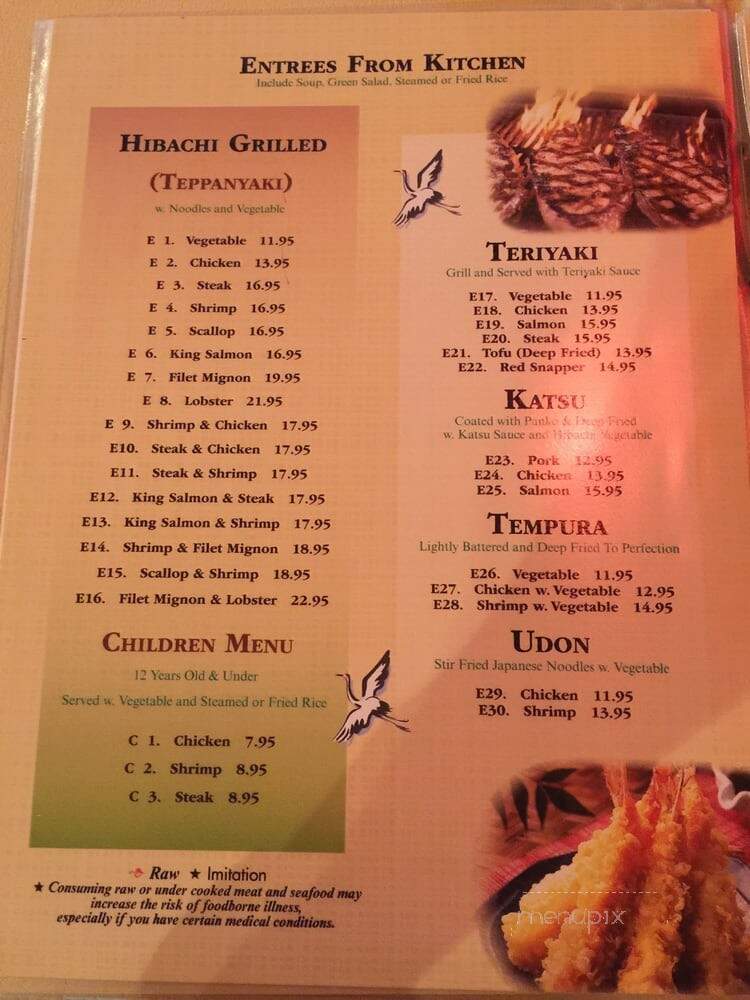 ENTREES FROM KITCHEN
Include Soup, Green Salad, Steamed or Fried Rice
HIBACHI GRILLED
(TEPPANYAKI)
w. Noodles and Vegetable
E 1. Vegetable 11.95
E 2. Chicken 13.95
E 3. Steak 16.95
E 4. Shrimp 16.95
E 5. Scallop 16.95
E 6. King Salmon 16.95
E 7. Filet Mignon 19.95
E 8. Lobster 21.95
E 9. Shrimp & Chicken 17.95
E10. Steak & Chicken 17.95
E11. Steak & Shrimp 17.95
E12. King Salmon & Steak 17.95
E13. King Salmon & Shrimp 17.95
E14. Shrimp & Filet Mignon 18.95
E15. Scallop & Shrimp 18.95
E16. Filet Mignon & Lobster 22.95
CHILDREN MENU
12 Years Old & Under
Served w. Vegetable and Steamed or Fried Rice
C 1. Chicken 7.95
C 2. Shrimp 8.95
C 3. Steak 8.95
Raw ★ Imitation
★ Consuming raw or under cooked meat and seafood may
increase the risk of foodborne illness,
especially if you have certain medical conditions.
TERIYAKI
Grill and Served with Teriyaki Sauce
E17. Vegetable 11.95
E18. Chicken 13.95
E19. Salmon 15.95
E20. Steak 15.95
E21. Tofu (Deep Fried) 13.95
E22. Red Snapper 14.95
KATSU
Coated with Panko & Deep Fried
w. Katsu Sauce and Hibachi Vegetable
E23. Pork 12.95
E24. Chicken 13.95
E25. Salmon 15.95
TEMPURA
Lightly Battered and Deep Fried To Perfection
E26. Vegetable 11.95
E27. Chicken w. Vegetable 12.95
E28. Shrimp w. Vegetable 14.95
UDON
Stir Fried Japanese Noodles w. Vegetable
E29. Chicken 11.95
E30. Shrimp 13.95
menupix